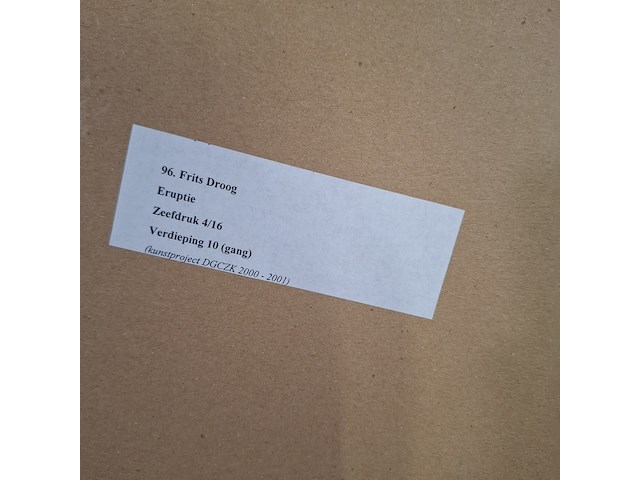 96. Frits Droog
Eruptie
Zeefdruk 4/16
Verdieping 10 (gang)
(kunstproject DGCZK 2000 - 2001)